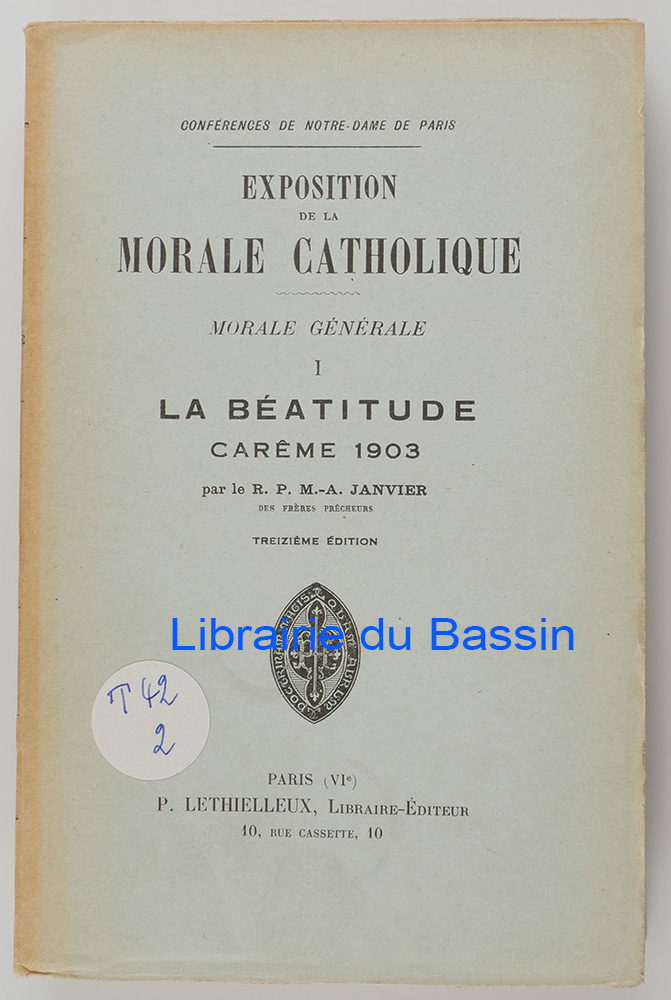 CONFÉRENCES DE NOTRE-DAME DE PARIS
EXPOSITION
DE LA
MORALE CATHOLIQUE
MORALE GÉNÉRALE
I
LA BÉATITUDE
CARÊME 1903
par le R. P. M.-A. JANVIER
DES FRÈRES PRÊCHEURS
TREIZIÈME ÉDITION
Librairie du Bassin
T 42
2
PARIS (VIe)
P. LETHIELLEUX, LIBRAIRE-ÉDITEUR
10, RUE CASSETTE, 10